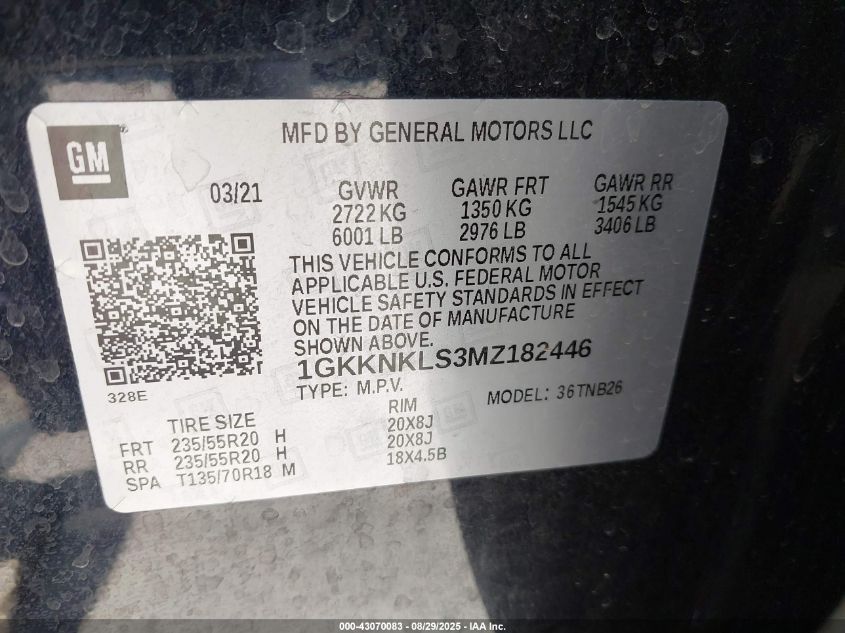 GM
MFD BY GENERAL MOTORS LLC
03/21
GVWR GAWR FRT GAWR RR
2722 KG 1350 KG 1545 KG
6001 LB 2976 LB 3406 LB
THIS VEHICLE CONFORMS TO ALL
APPLICABLE U.S. FEDERAL MOTOR
VEHICLE SAFETY STANDARDS IN EFFECT
ON THE DATE OF MANUFACTURE
SHOWN ABOVE.
1GKKNKLS3MZ182446
TYPE: M.P.V. MODEL: 36TNB26
328E
TIRE SIZE RIM
FRT 235/55R20 H 20X8J
RR 235/55R20 H 20X8J
SPA T135/70R18 M 18X4.5B
000-43070083 - 08/29/2025 - IAA Inc.